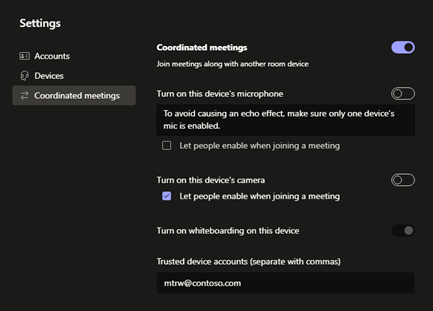 Settings
Accounts
Devices
Coordinated meetings
Coordinated meetings
Join meetings along with another room device
Turn on this device's microphone
To avoid causing an echo effect, make sure only one device's
mic is enabled.
Let people enable when joining a meeting
Turn on this device's camera
Let people enable when joining a meeting
Turn on whiteboarding on this device
Trusted device accounts (separate with commas)
mtrw@contoso.com